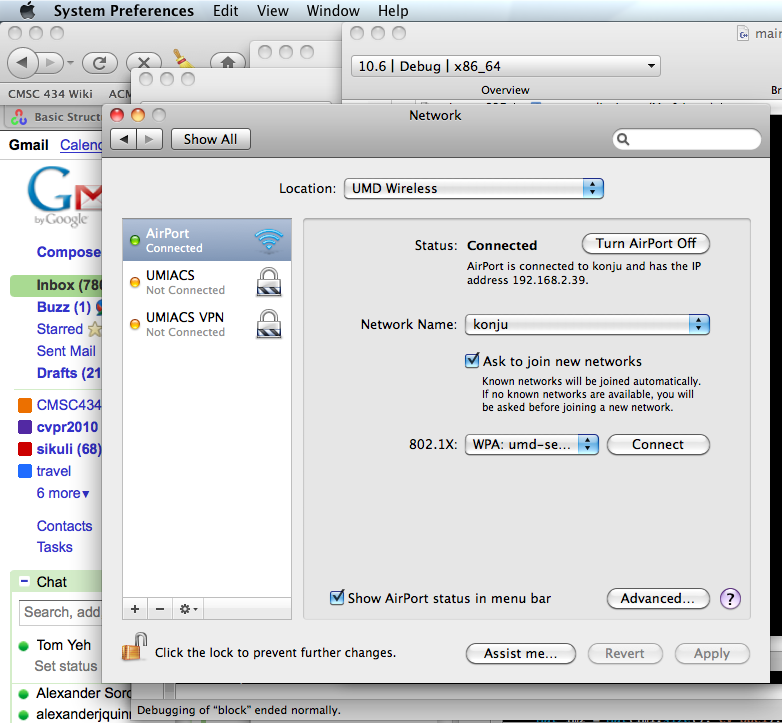 System Preferences Edit View Window Help
10.6 | Debug | x86_64
Overview
CMSC 434 Wiki
Basic Struct
Network
Show All
Gmail
by Google
Inbox (78
Buzz (1)
Starred
Sent Mail
Drafts (21
CMSC434
cvpr2010
sikuli (68)
travel
6 more▾
Contacts
Tasks
Chat
Search, add
Tom Yeh
Set status
Alexander
alexanderjquin
Location: UMD Wireless
AirPort
Connected
UMIACS
Not Connected
UMIACS VPN
Not Connected
Status: Connected
Turn AirPort Off
AirPort is connected to konju and has the IP
address 192.168.2.39.
Network Name: konju
Ask to join new networks
Known networks will be joined automatically.
If no known networks are available, you will
be asked before joining a new network.
802.1X: WPA: umd-se... Connect
Show AirPort status in menu bar
Advanced... ?
Click the lock to prevent further changes.
Assist me... Revert Apply
Debugging of “block” ended normally.